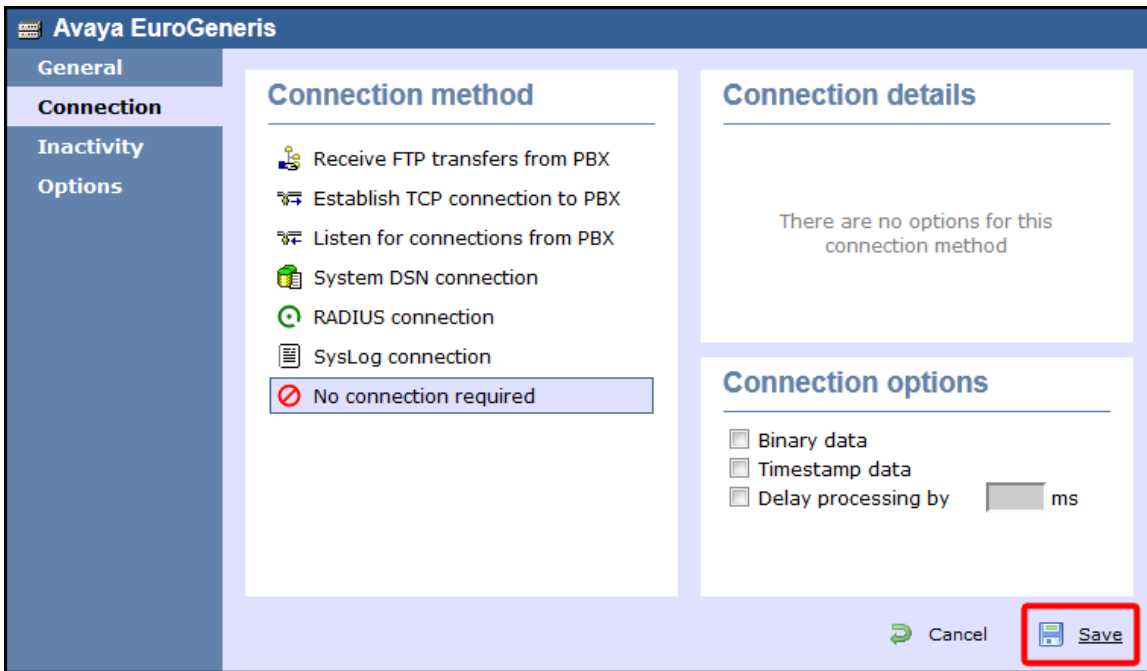 Avaya EuroGeneris
General
Connection
Inactivity
Options
Connection method
Receive FTP transfers from PBX
Establish TCP connection to PBX
Listen for connections from PBX
System DSN connection
RADIUS connection
SysLog connection
No connection required
Connection details
There are no options for this
connection method
Connection options
Binary data
Timestamp data
Delay processing by ms
Cancel
Save